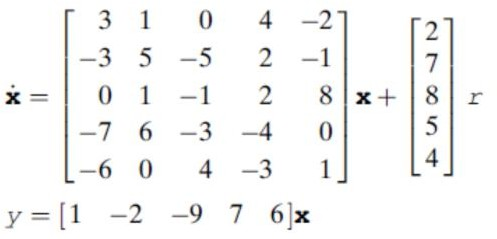 ẋ = [ 3 1 0 4 −2 ] x + [ 2 ] r
[ −3 5 −5 2 −1 ] [ 7 ]
[ 0 1 −1 2 8 ] [ 8 ]
[ −7 6 −3 −4 0 ] [ 5 ]
[ −6 0 4 −3 1 ] [ 4 ]
y = [1 −2 −9 7 6]x